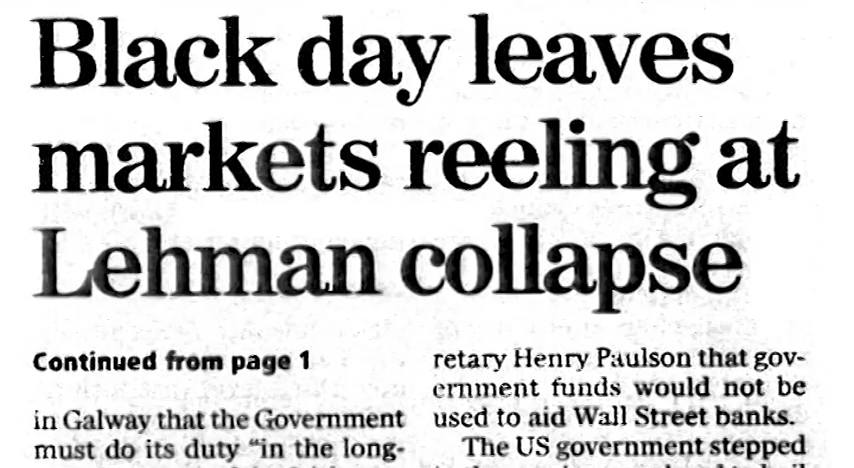 Black day leaves
markets reeling at
Lehman collapse
Continued from page 1
in Galway that the Government
must do its duty “in the long-
retary Henry Paulson that gov-
ernment funds would not be
used to aid Wall Street banks.
The US government stepped